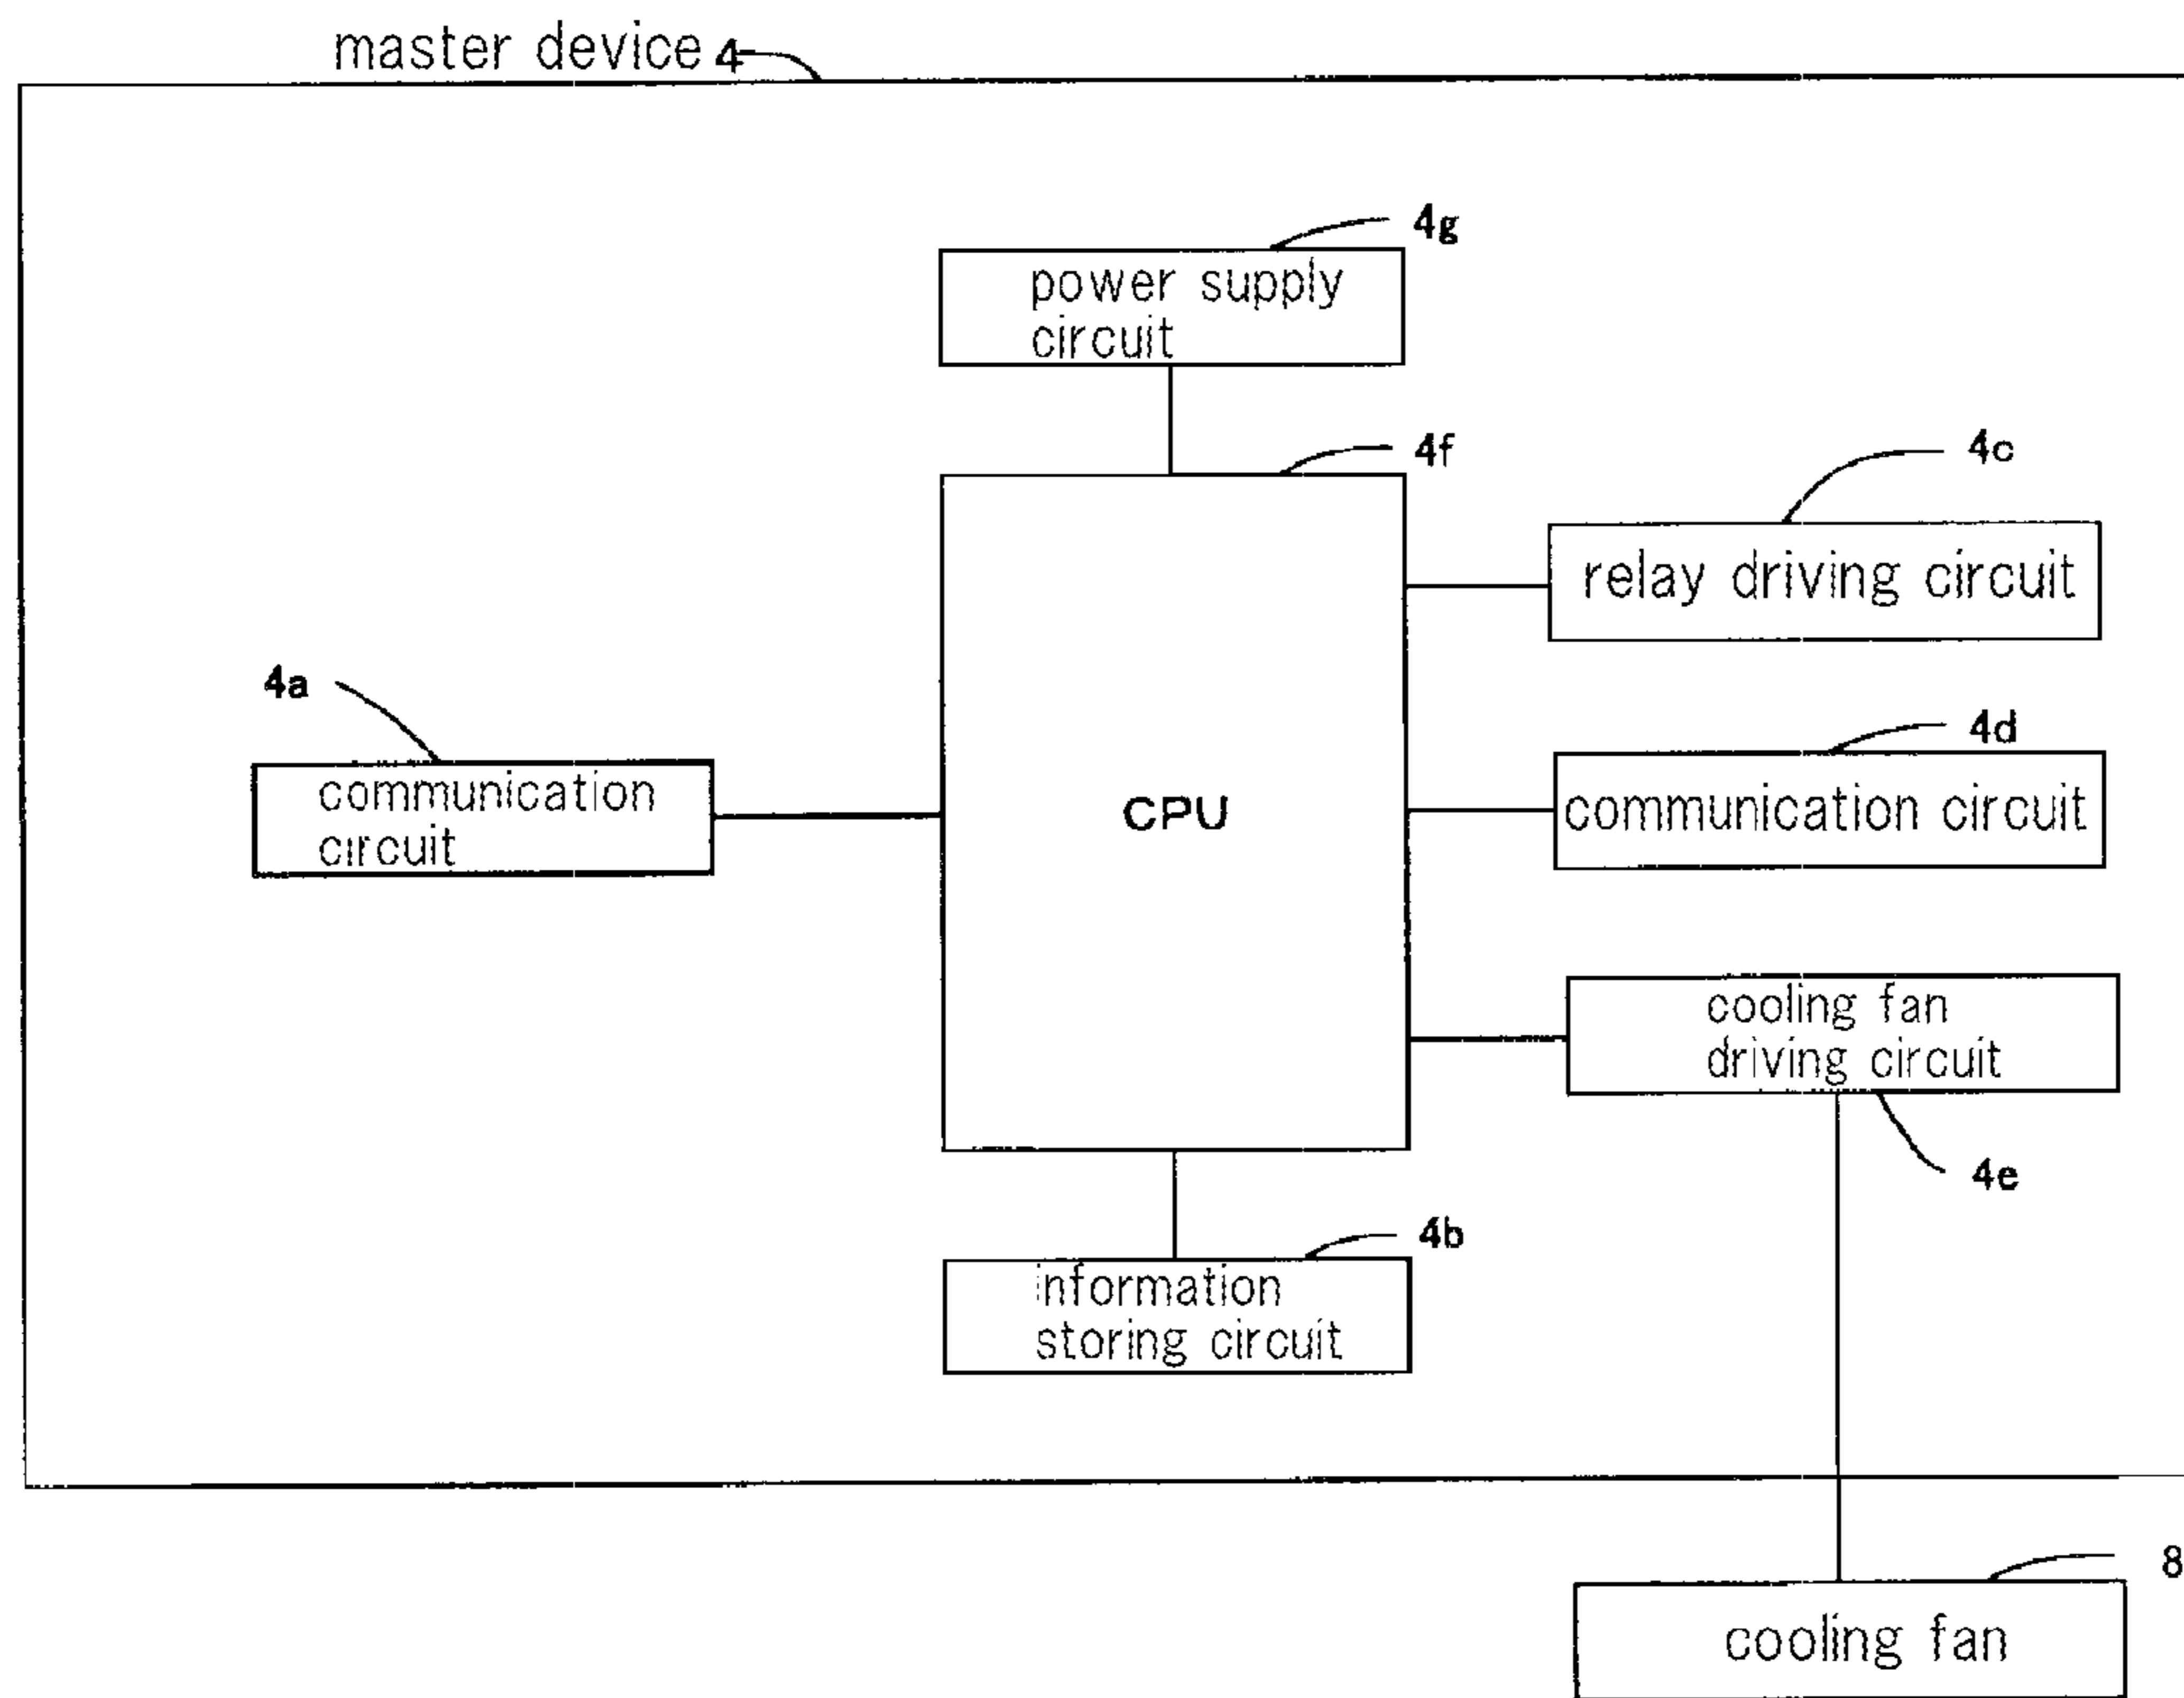 master device 4
4g
power supply
circuit
4f
4c
relay driving circuit
4a
communication
circuit
CPU
4d
communication circuit
cooling fan
driving circuit
4e
4b
information
storing circuit
8
cooling fan